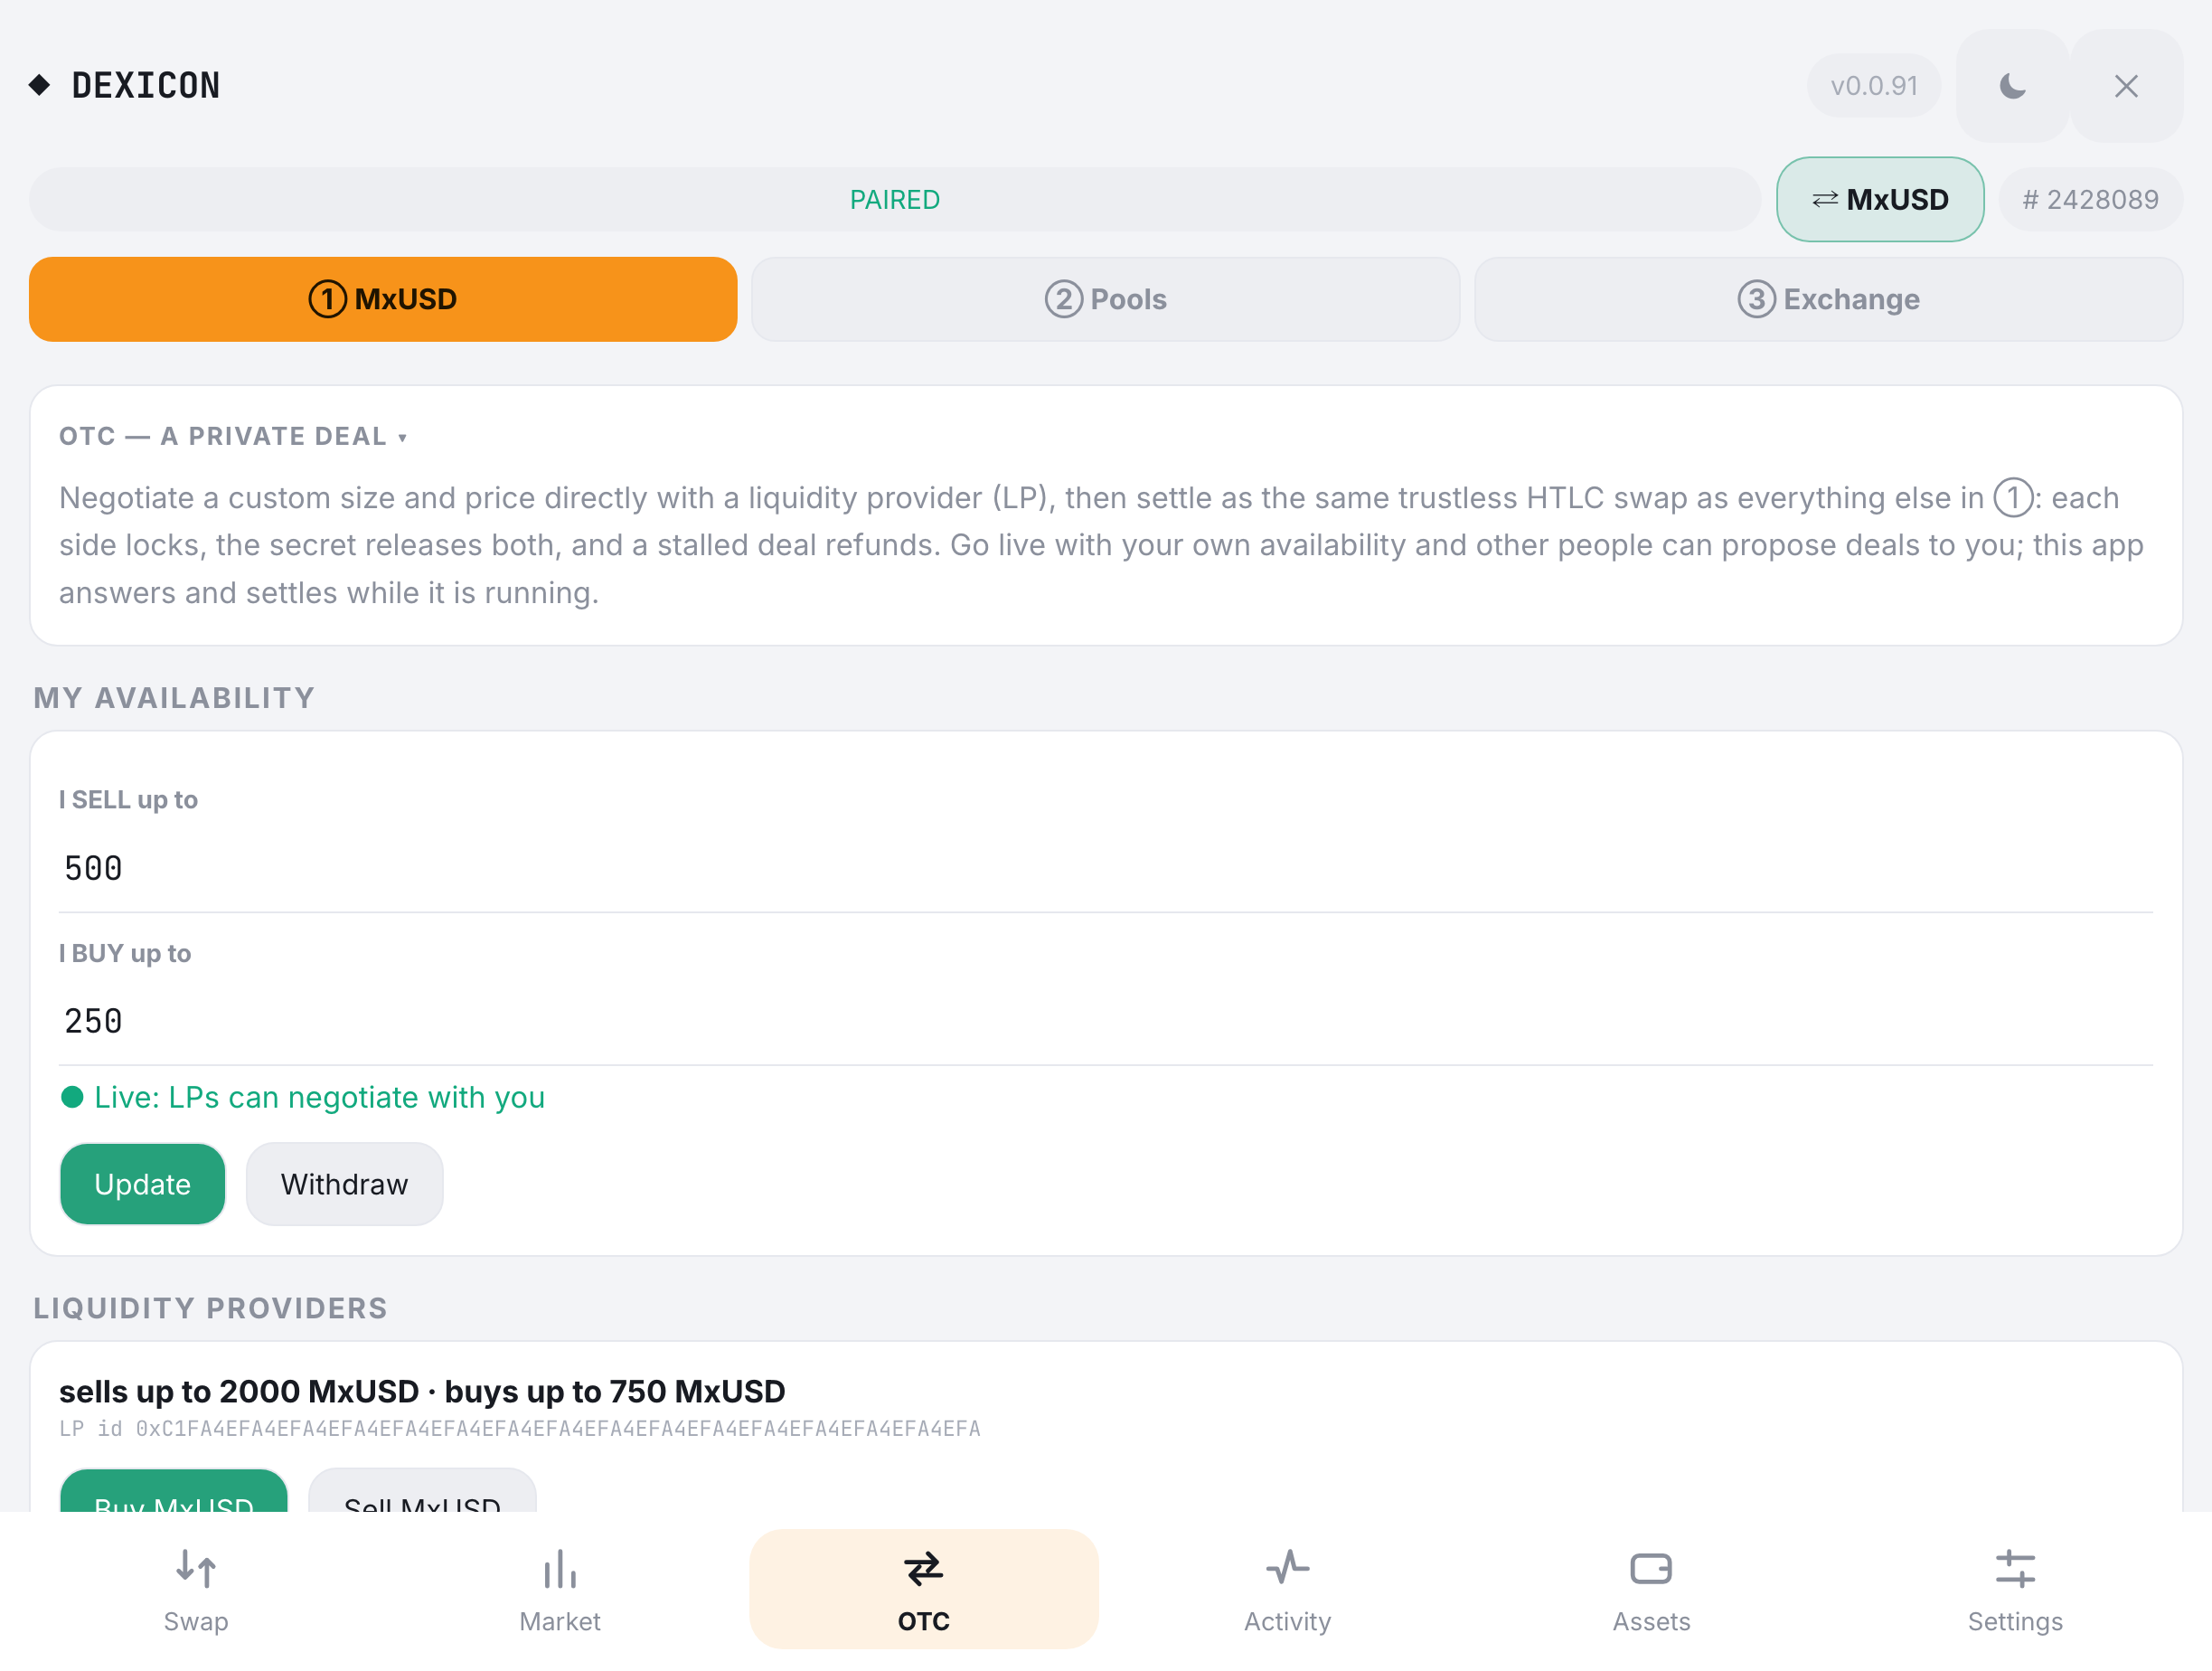 ◆ DEXICON
v0.0.91
PAIRED
⇄ MxUSD
# 2428089
① MxUSD
② Pools
③ Exchange
OTC — A PRIVATE DEAL ▾
Negotiate a custom size and price directly with a liquidity provider (LP), then settle as the same trustless HTLC swap as everything else in ①: each
side locks, the secret releases both, and a stalled deal refunds. Go live with your own availability and other people can propose deals to you; this app
answers and settles while it is running.
MY AVAILABILITY
I SELL up to
500
I BUY up to
250
● Live: LPs can negotiate with you
Update
Withdraw
LIQUIDITY PROVIDERS
sells up to 2000 MxUSD · buys up to 750 MxUSD
LP id 0xC1FA4EFA4EFA4EFA4EFA4EFA4EFA4EFA4EFA4EFA4EFA4EFA4EFA4EFA4EFA4EFA
Buy MxUSD
Sell MxUSD
Swap
Market
OTC
Activity
Assets
Settings